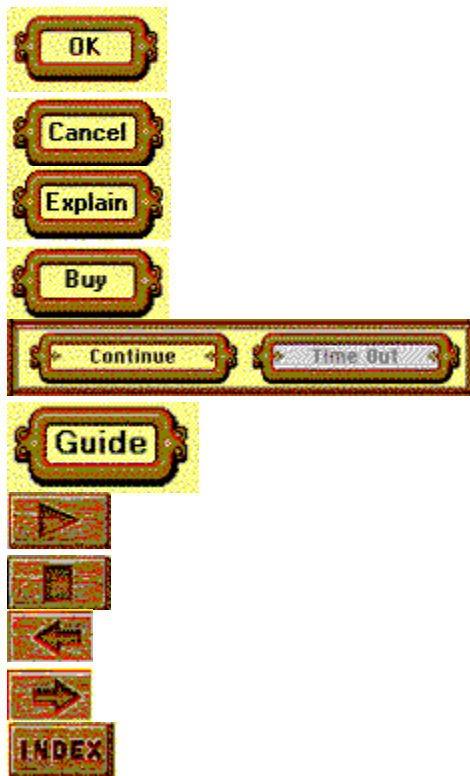 OK
Cancel
Explain
Buy
Continue Time Out
Guide
INDEX